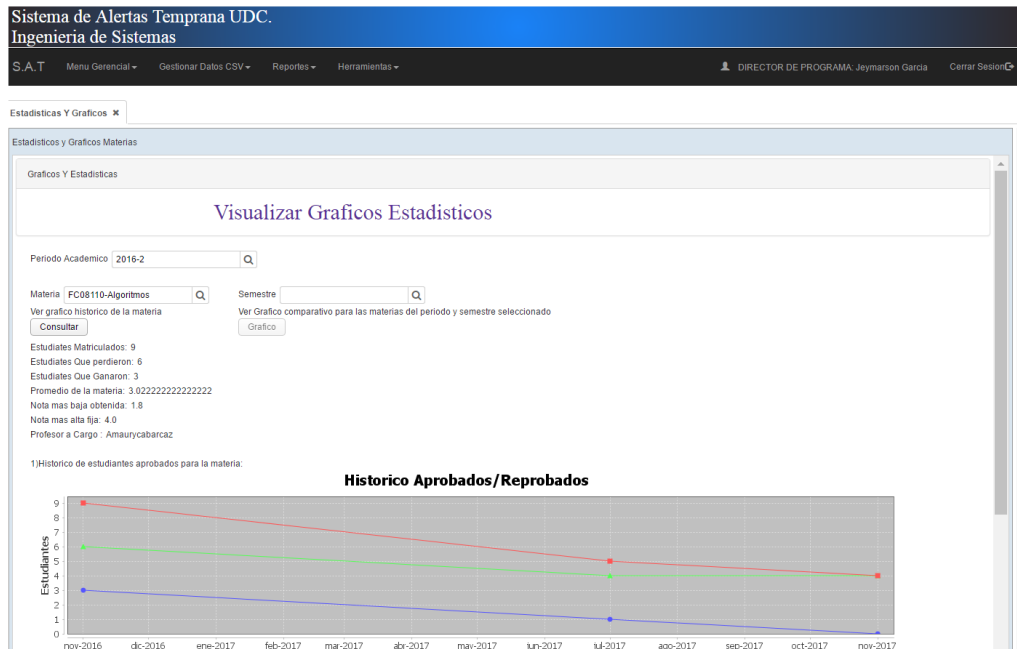 Sistema de Alertas Temprana UDC.
Ingenieria de Sistemas
S.A.T Menu Gerencial Gestionar Datos CSV Reportes Herramientas DIRECTOR DE PROGRAMA: Jeymarson Garcia Cerrar Sesion
Estadisticas Y Graficos ✖
Estadisticos y Graficos Materias
Graficos Y Estadisticas
Visualizar Graficos Estadisticos
Periodo Academico 2016-2
Materia FC08110-Algoritmos Semestre
Ver grafico historico de la materia Ver Grafico comparativo para las materias del periodo y semestre seleccionado
Consultar Grafico
Estudiates Matriculados: 9
Estudiates Que perdieron: 6
Estudiates Que Ganaron: 3
Promedio de la materia: 3.022222222222222
Nota mas baja obtenida: 1.8
Nota mas alta fija: 4.0
Profesor a Cargo : Amaurycabarcaz
1)Historico de estudiantes aprobados para la materia:
Historico Aprobados/Reprobados
Estudiantes
9
8
7
6
5
4
3
2
1
0
nov-2016 dic-2016 ene-2017 feb-2017 mar-2017 abr-2017 may-2017 jun-2017 jul-2017 ago-2017 sep-2017 oct-2017 nov-2017